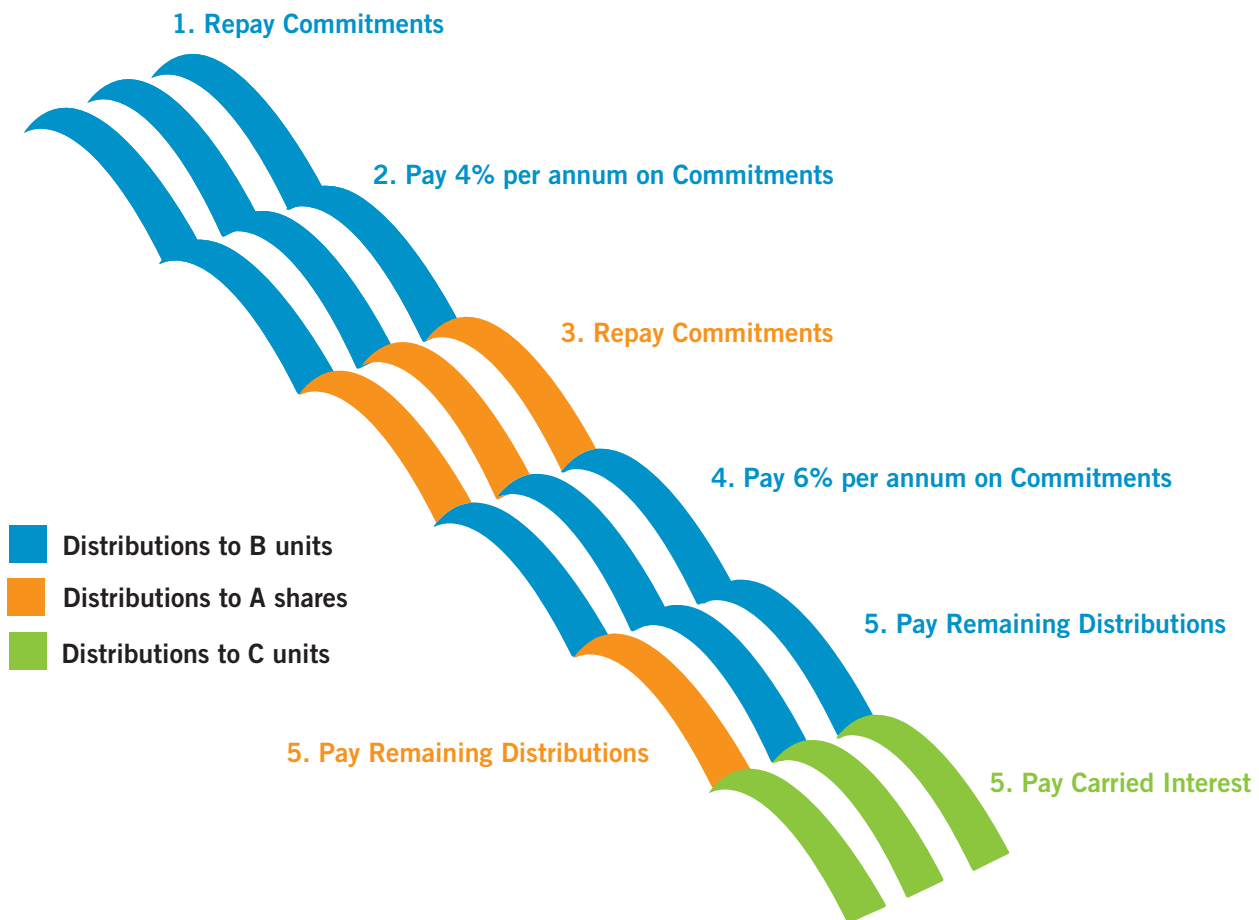 1. Repay Commitments
2. Pay 4% per annum on Commitments
3. Repay Commitments
4. Pay 6% per annum on Commitments
Distributions to B units
Distributions to A shares
Distributions to C units
5. Pay Remaining Distributions
5. Pay Remaining Distributions
5. Pay Carried Interest